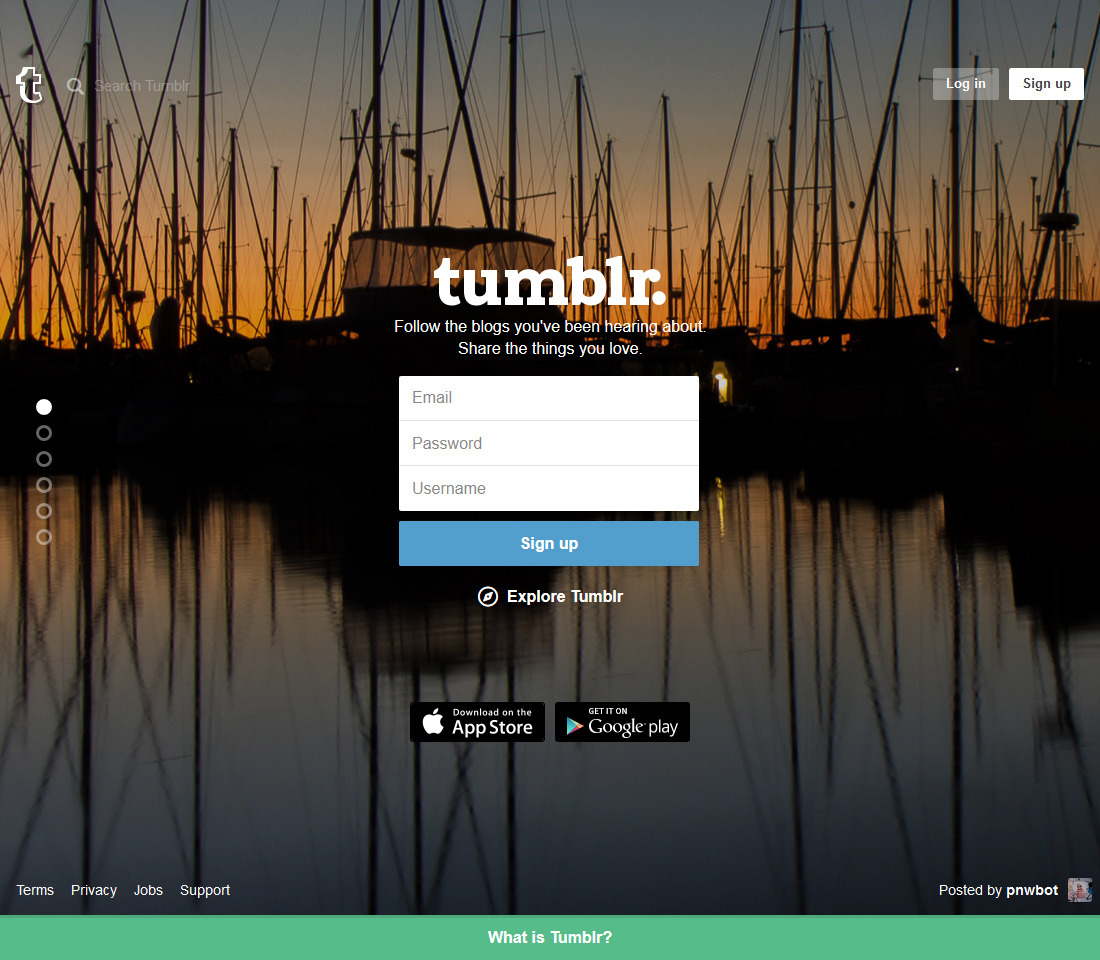 t
Search Tumblr
Log in
Sign up
tumblr.
Follow the blogs you've been hearing about.
Share the things you love.
Email
Password
Username
Sign up
Explore Tumblr
Download on the
App Store
GET IT ON
Google play
Terms Privacy Jobs Support
Posted by pnwbot
What is Tumblr?